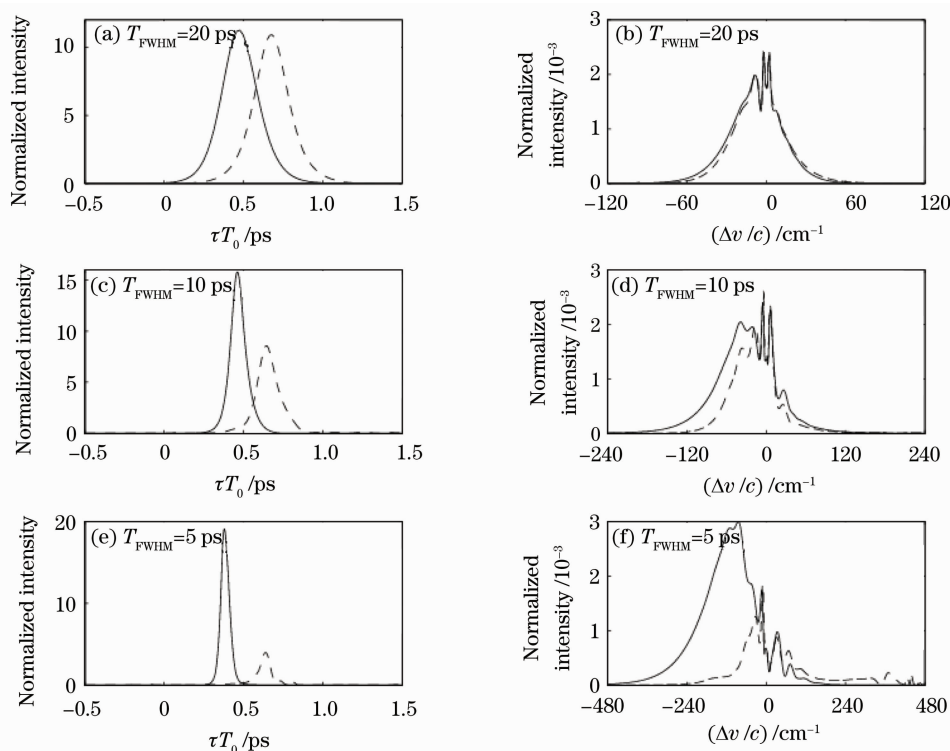 (a) T_FWHM=20 ps
Normalized intensity
10
5
0
−0.5 0 0.5 1.0 1.5
τT_0 /ps
(b) T_FWHM=20 ps
Normalized
intensity /10^−3
3
2
1
0
−120 −60 0 60 120
(Δν/c) /cm^−1
(c) T_FWHM=10 ps
Normalized intensity
15
10
15
0
−0.5 0 0.5 1.0 1.5
τT_0 /ps
(d) T_FWHM=10 ps
Normalized
intensity /10^−3
3
2
1
0
−240 −120 0 120 240
(Δν/c) /cm^−1
(e) T_FWHM=5 ps
Normalized intensity
20
10
0
−0.5 0 0.5 1.0 1.5
τT_0 /ps
(f) T_FWHM=5 ps
Normalized
intensity /10^−3
3
2
1
0
−480 −240 0 240 480
(Δν/c) /cm^−1